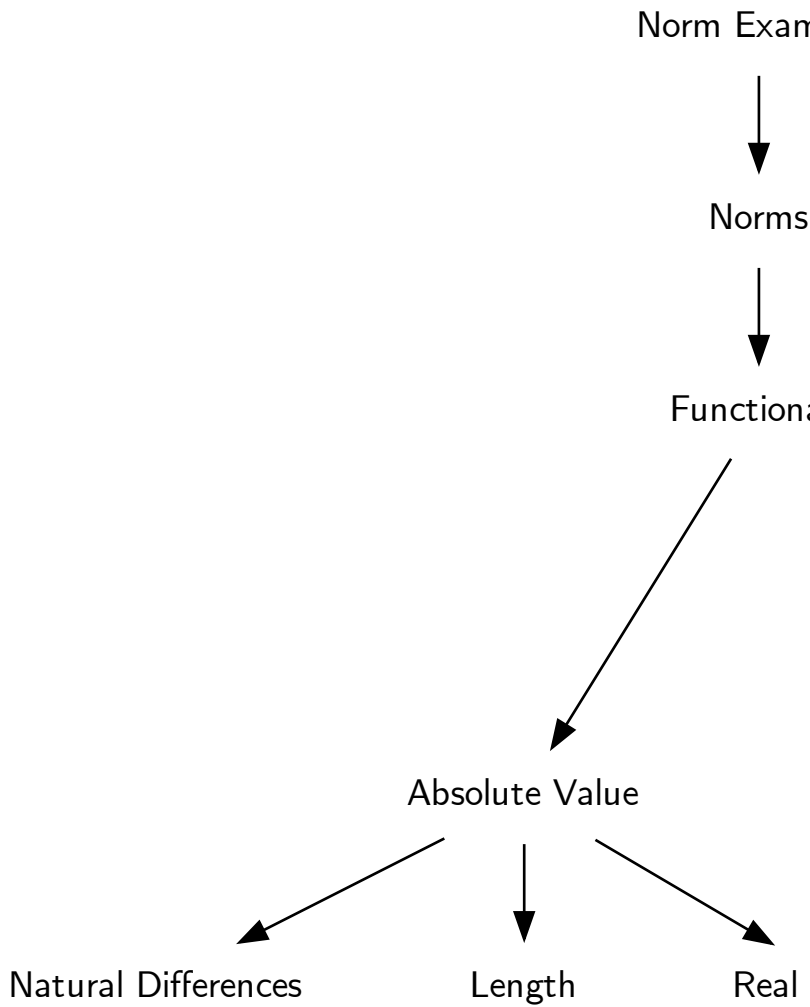 Norm Exam
Norms
Functiona
Absolute Value
Natural Differences
Length
Real